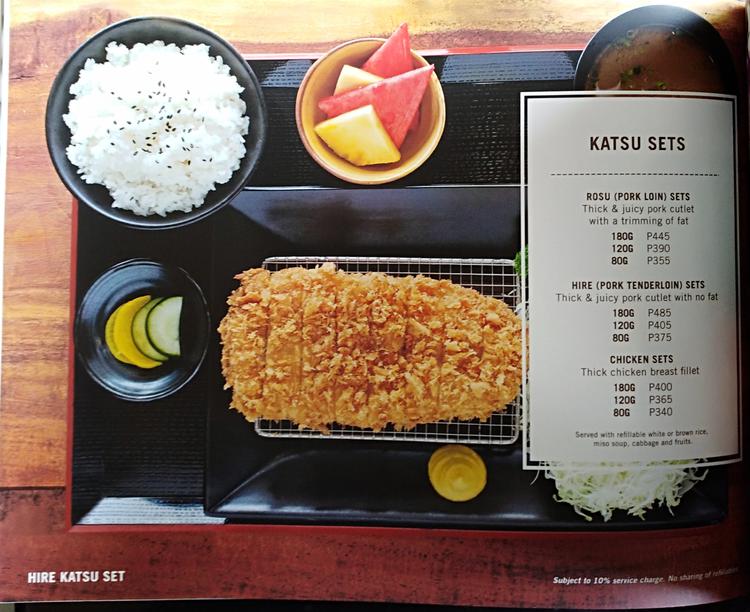 KATSU SETS
ROSU (PORK LOIN) SETS
Thick & juicy pork cutlet
with a trimming of fat
180G P445
120G P390
80G P355
HIRE (PORK TENDERLOIN) SETS
Thick & juicy pork cutlet with no fat
180G P485
120G P405
80G P375
CHICKEN SETS
Thick chicken breast fillet
180G P400
120G P365
80G P340
Served with refillable white or brown rice,
miso soup, cabbage and fruits.
HIRE KATSU SET
Subject to 10% service charge. No sharing of